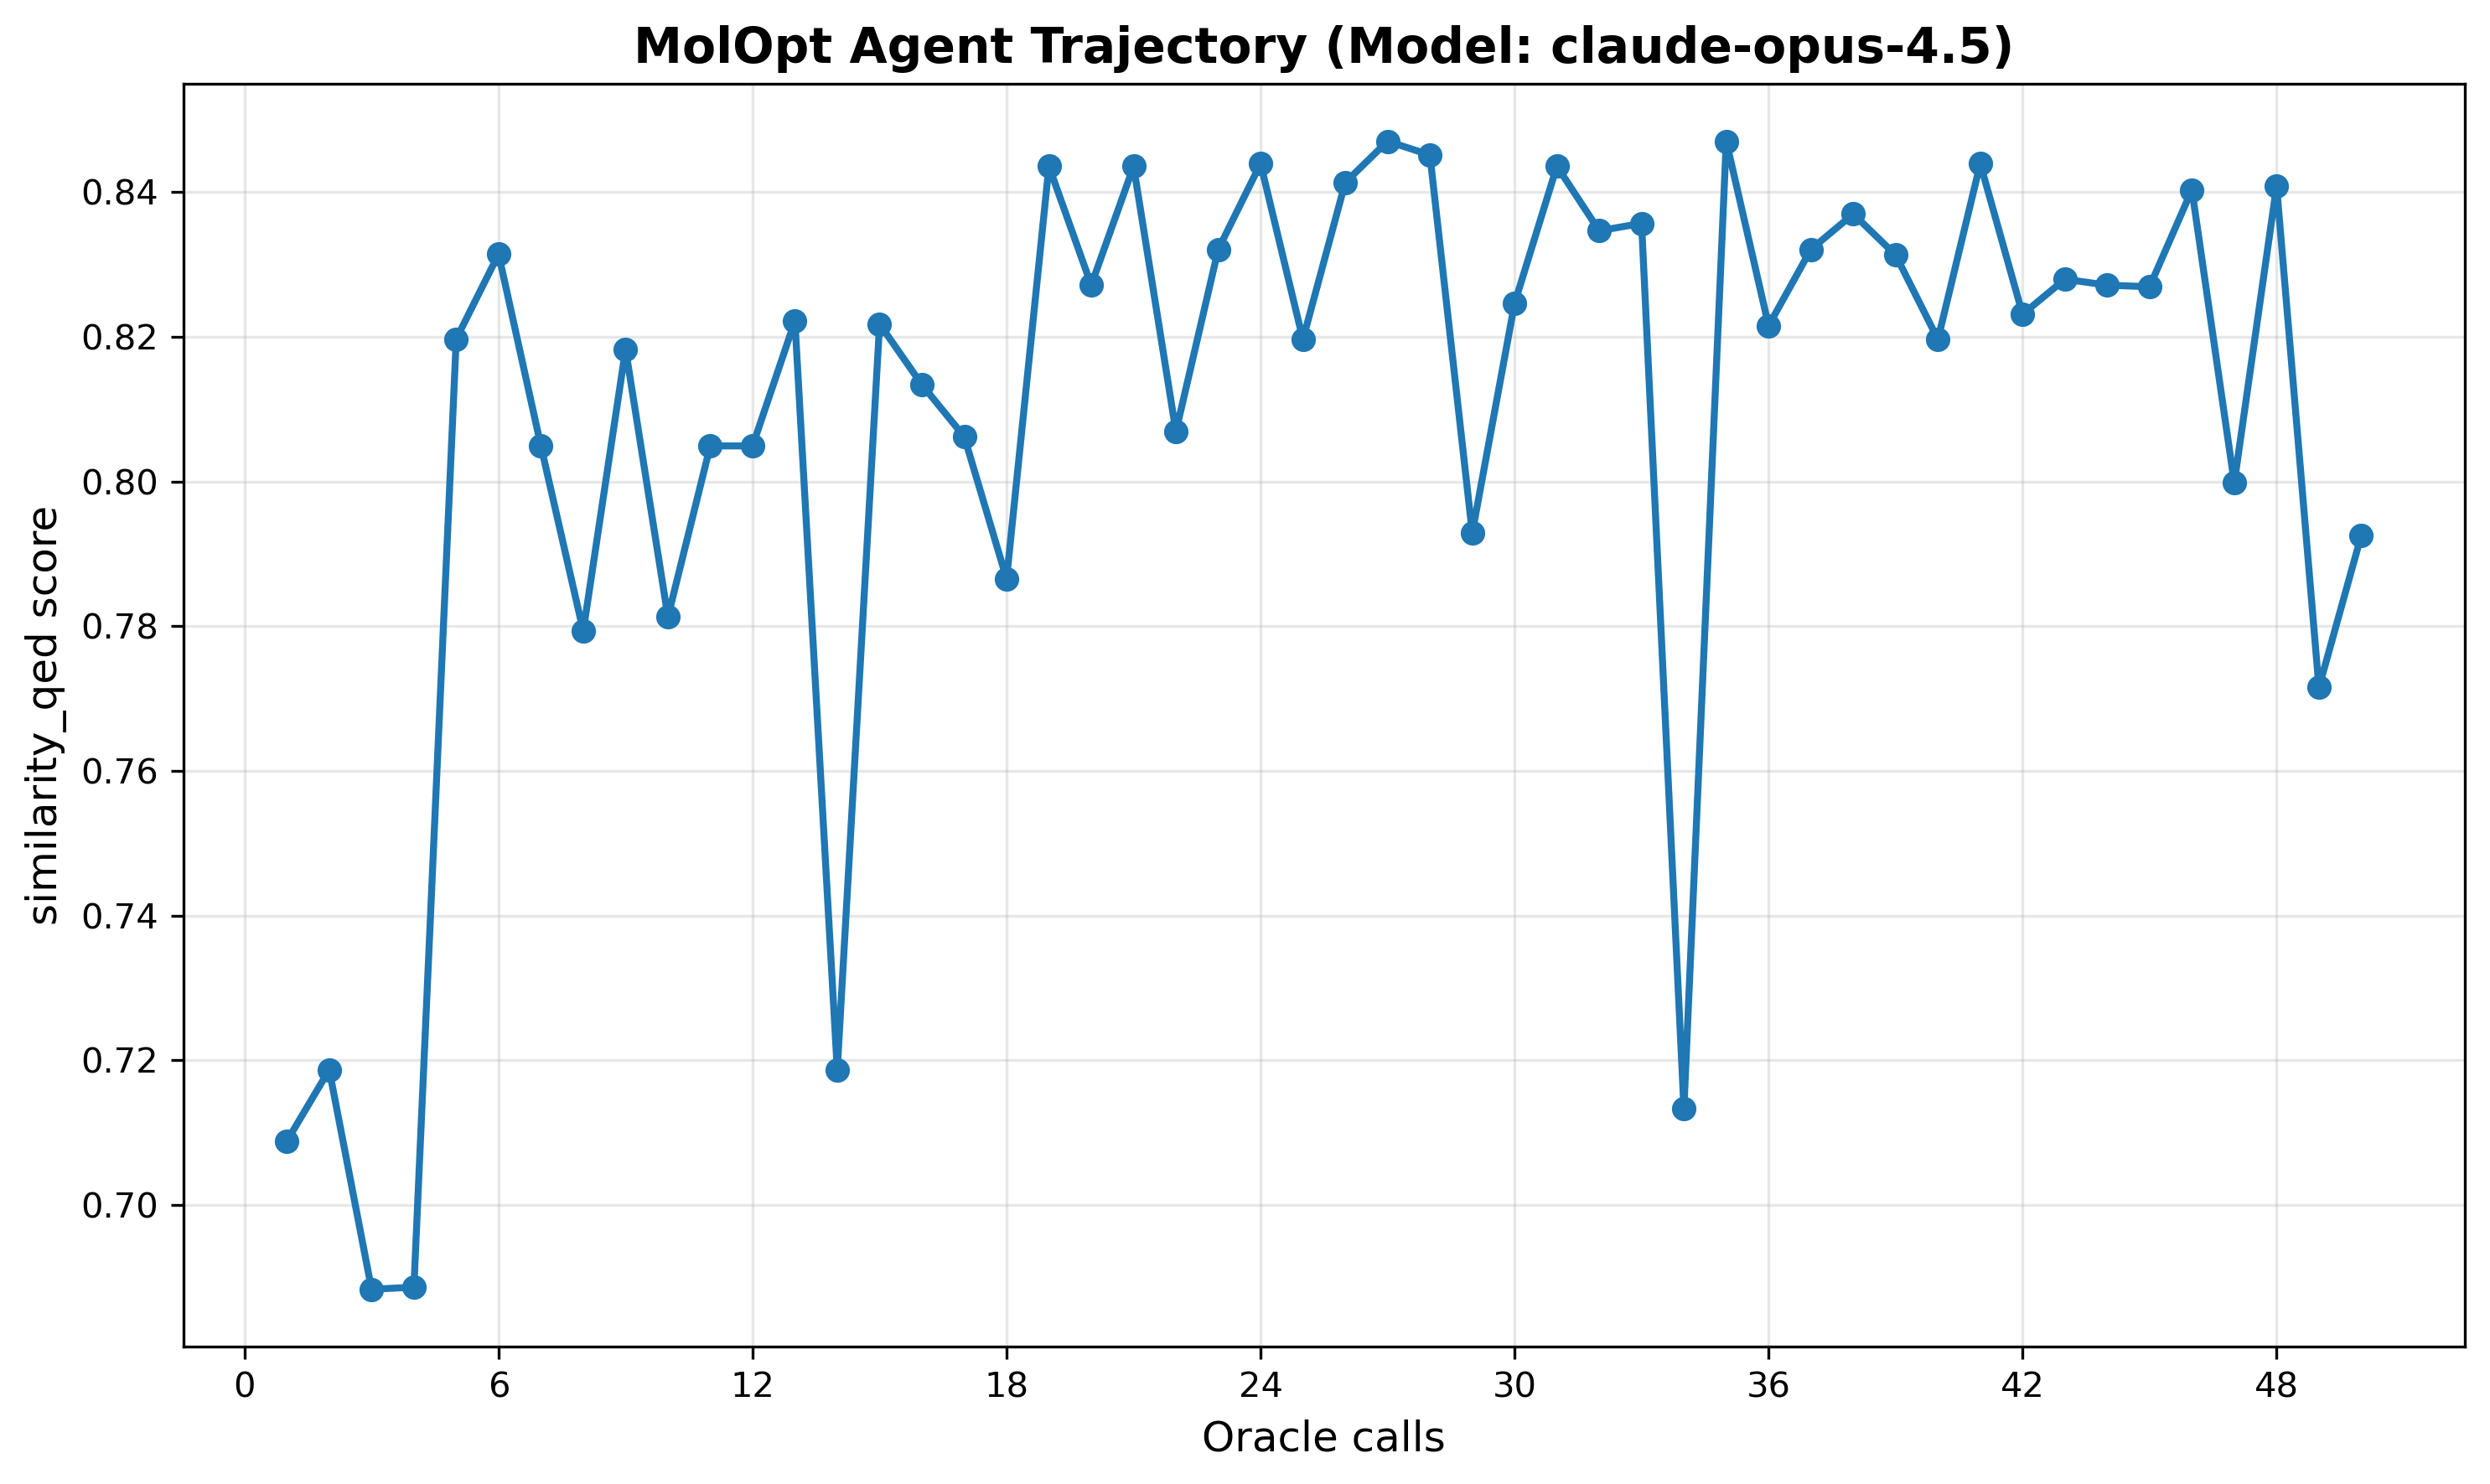 MolOpt Agent Trajectory (Model: claude-opus-4.5)
similarity_qed score
0.84
0.82
0.80
0.78
0.76
0.74
0.72
0.70
0 6 12 18 24 30 36 42 48
Oracle calls